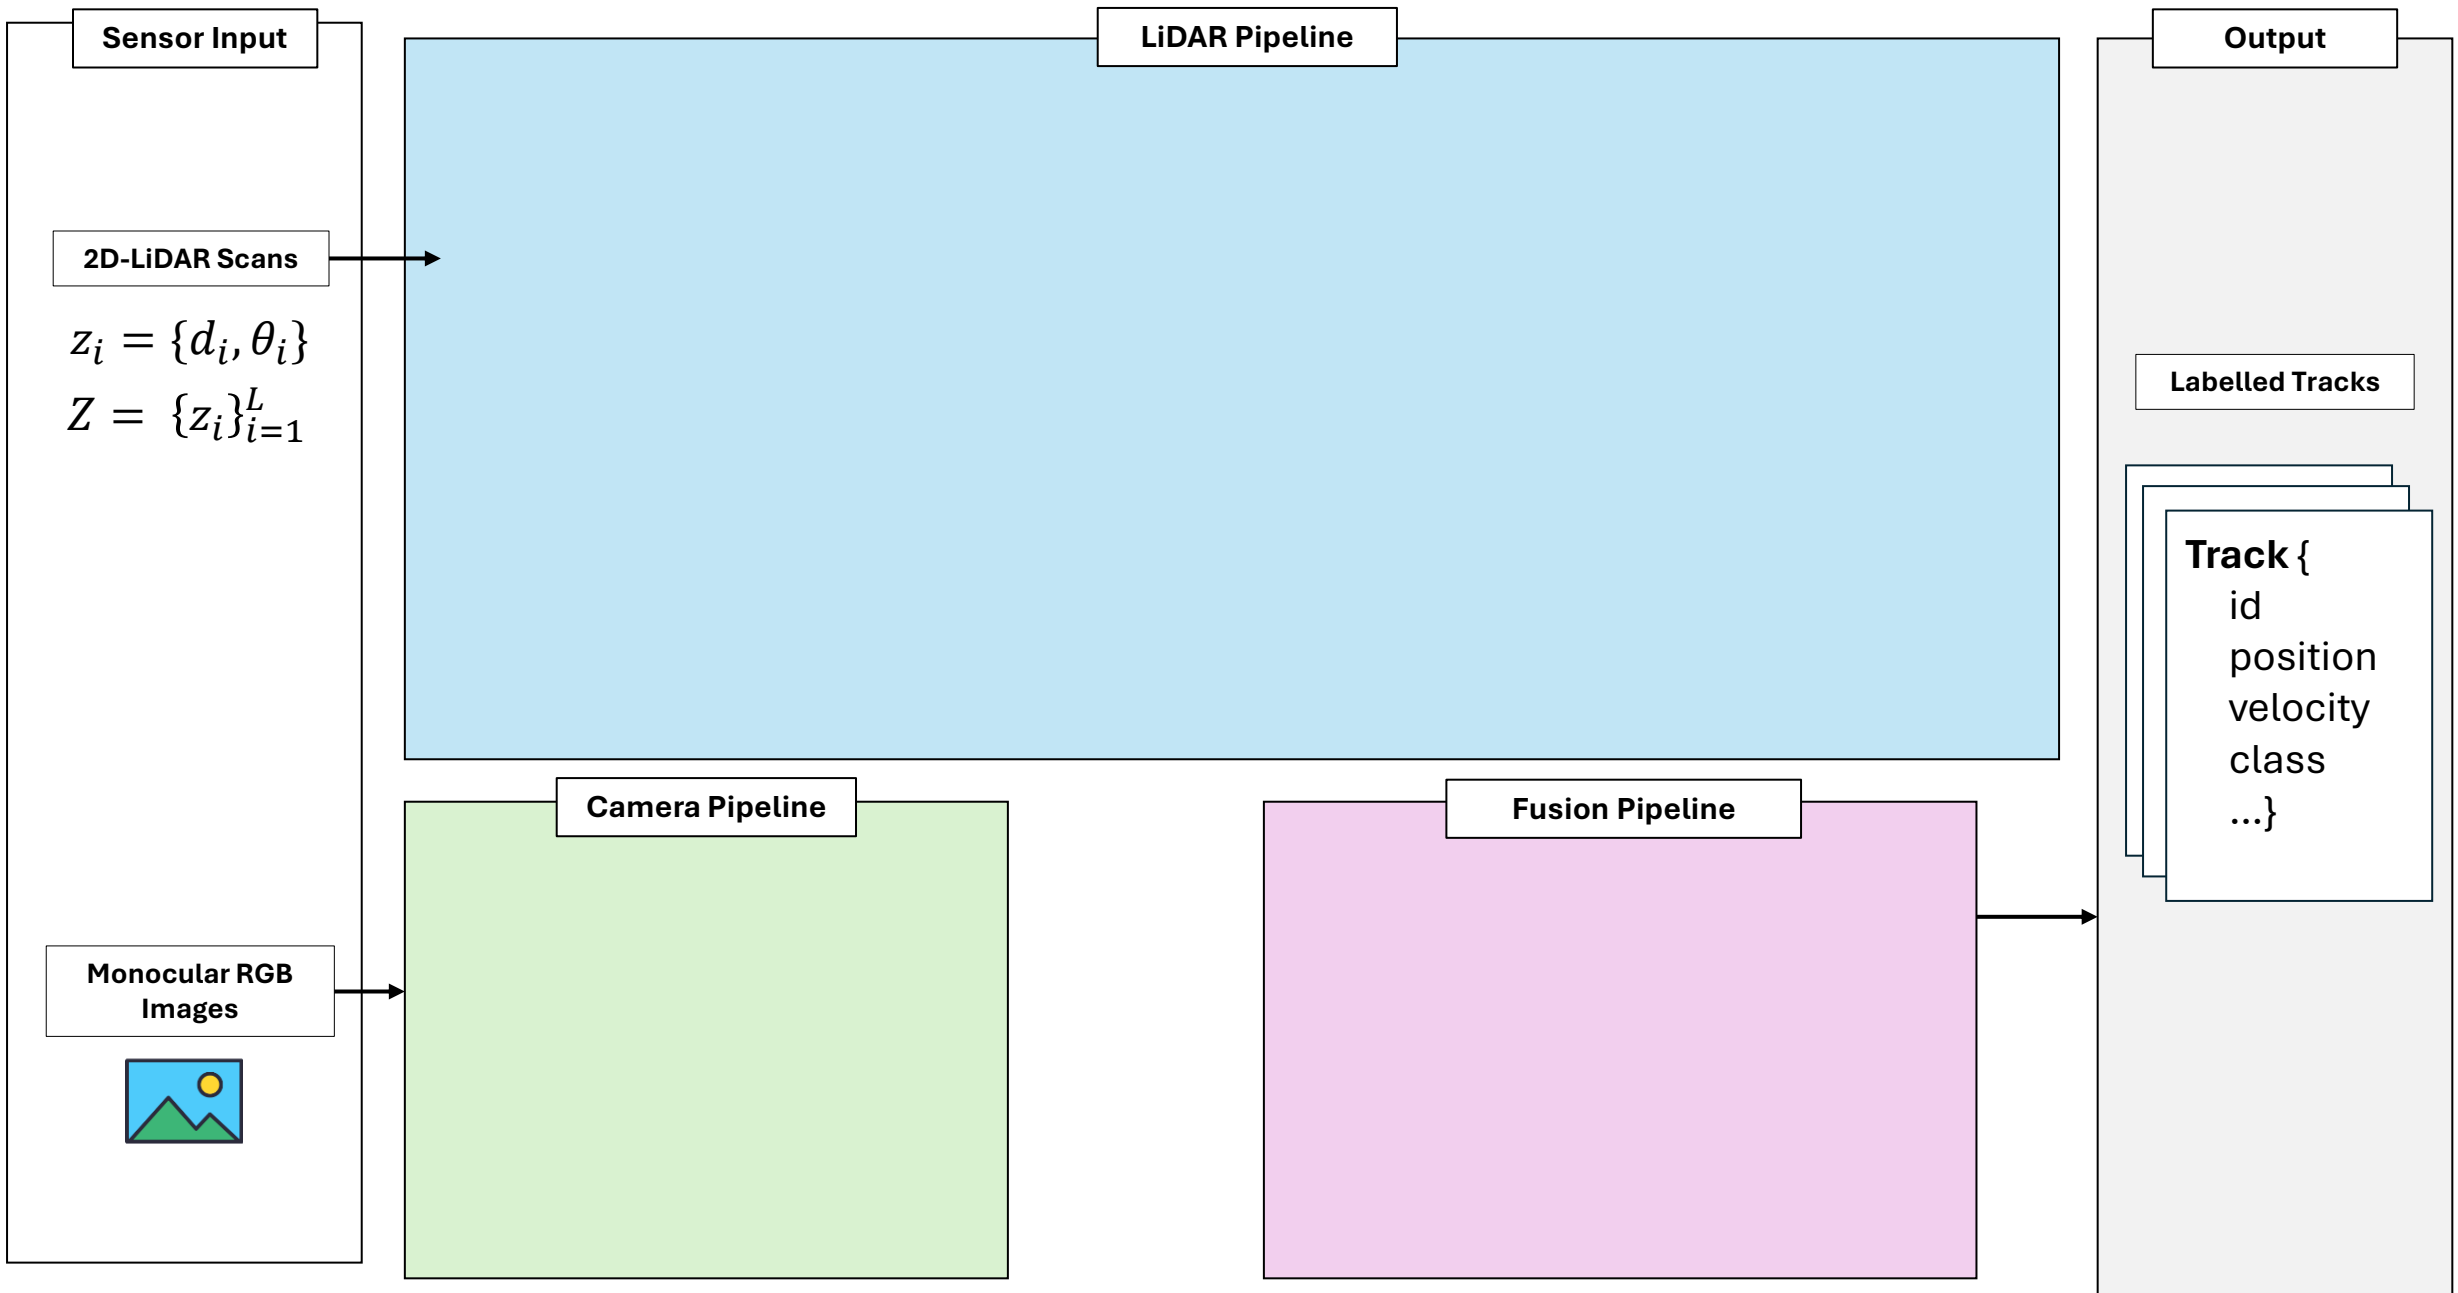 Sensor Input
LiDAR Pipeline
Output
2D-LiDAR Scans
$z_i = \{d_i, \theta_i\}$
$Z = \{z_i\}_{i=1}^{L}$
Labelled Tracks
Track {
id
position
velocity
class
...}
Camera Pipeline
Fusion Pipeline
Monocular RGB
Images